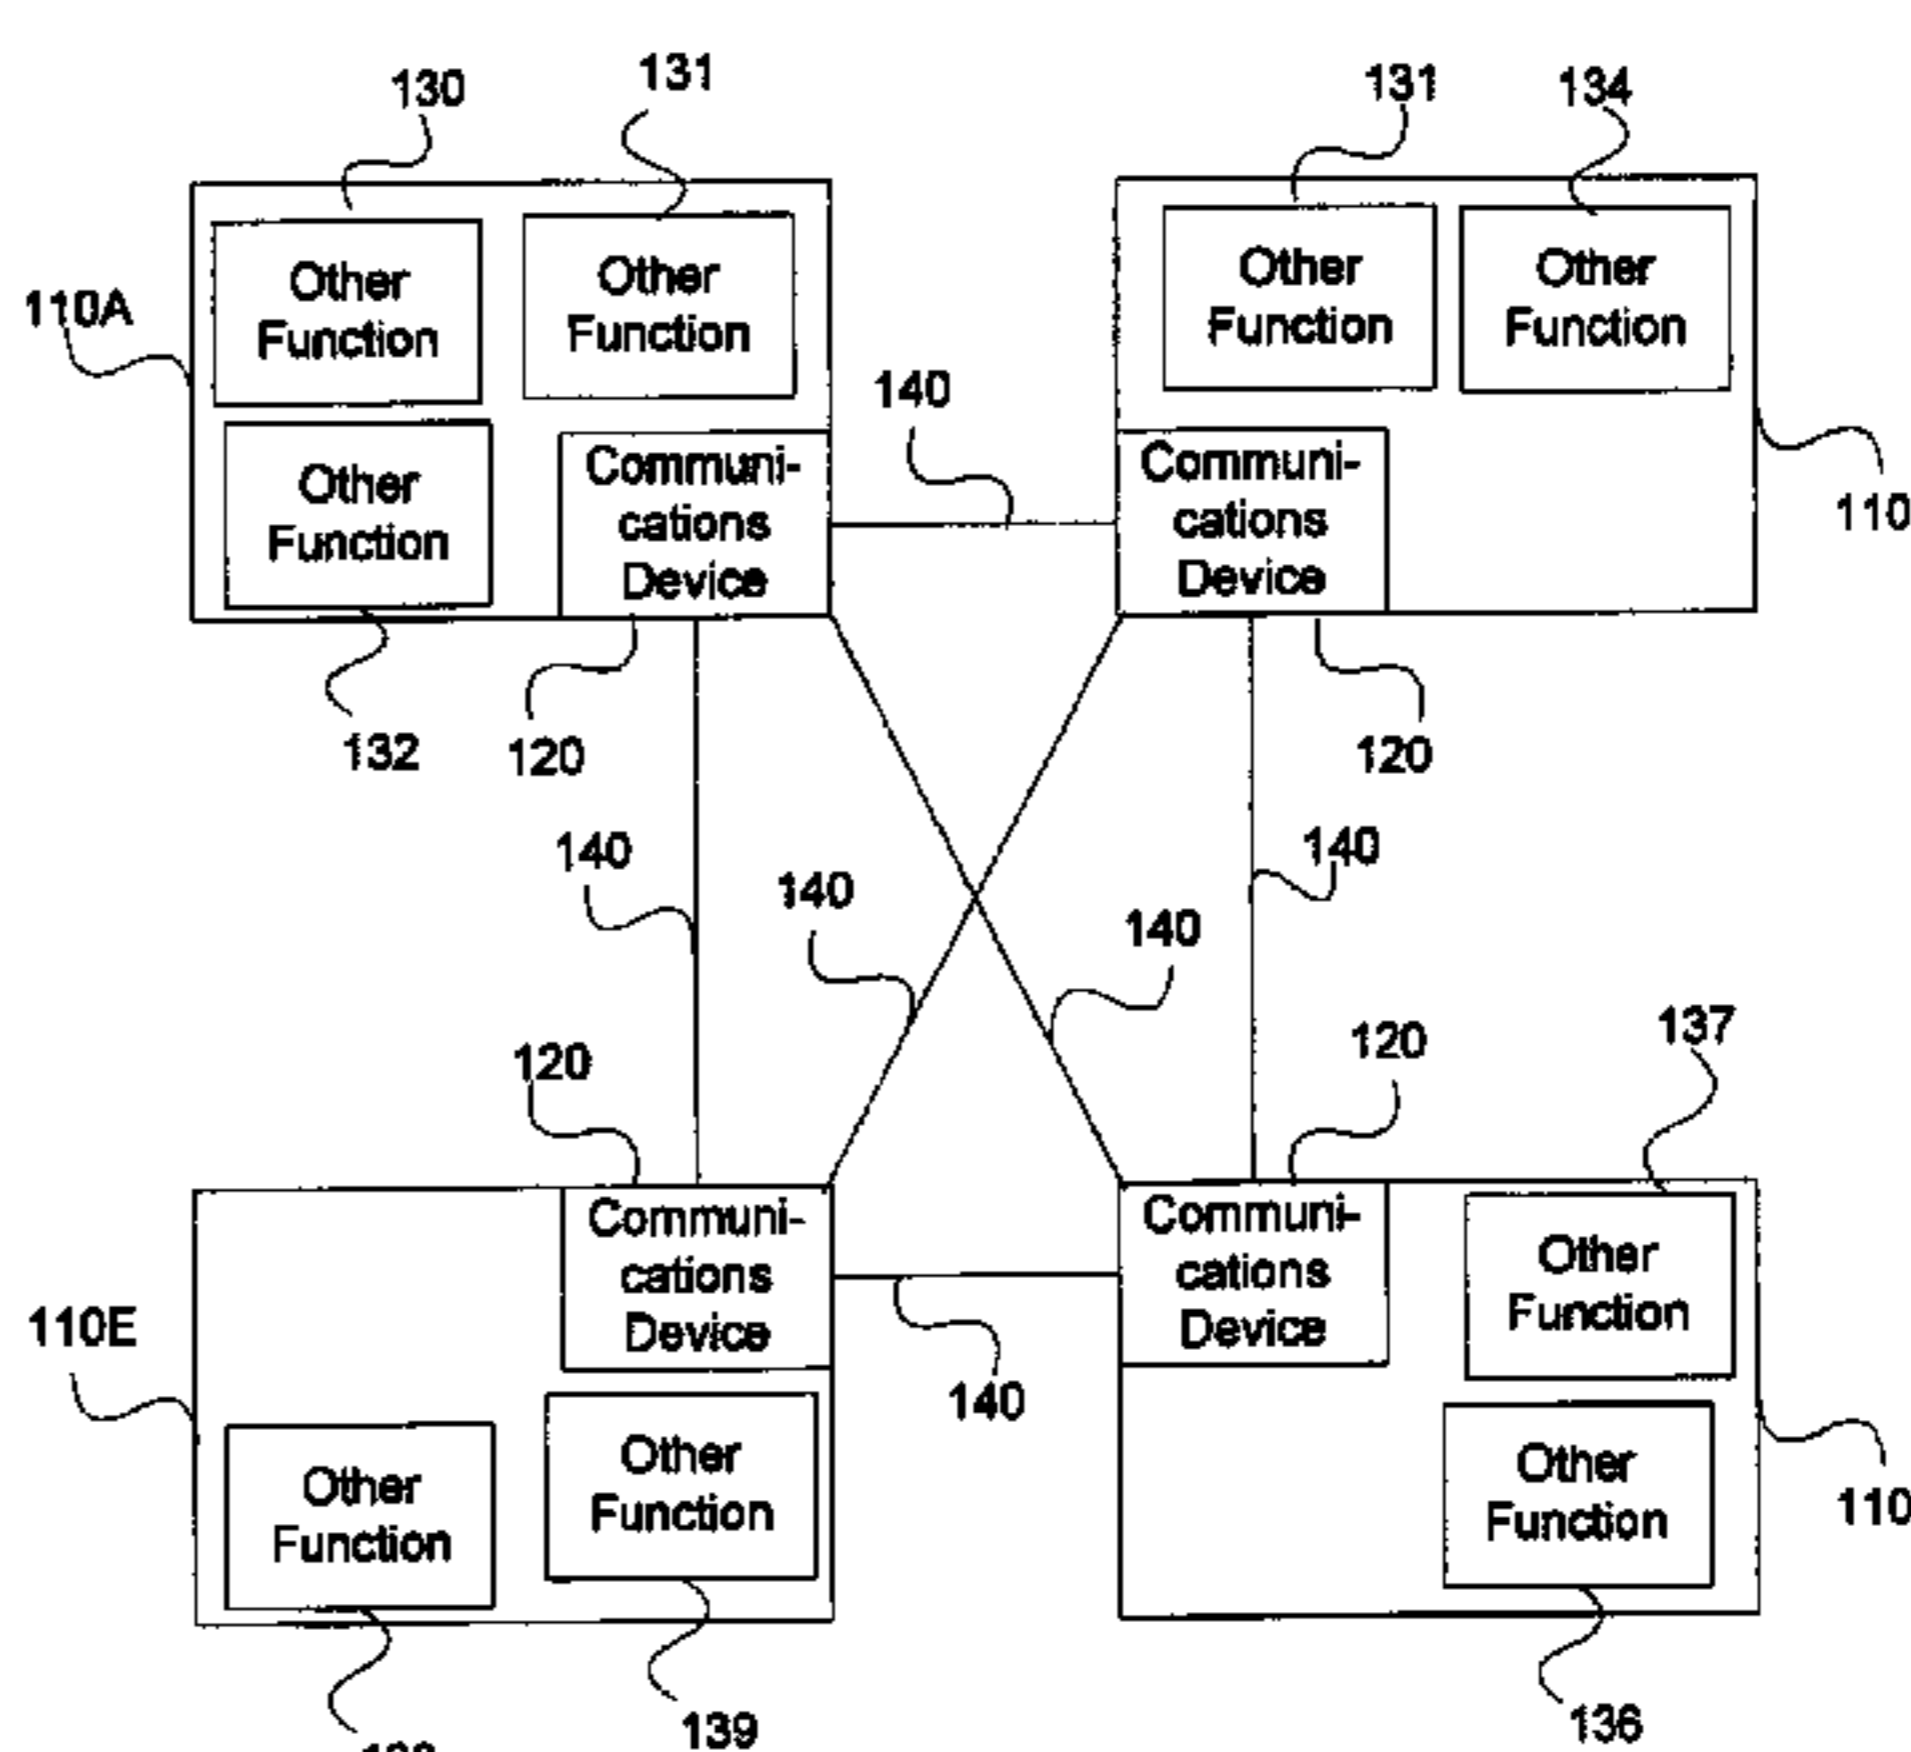 130
131
131
134
Other
Function
Other
Function
Other
Function
Other
Function
110A
140
Other
Function
Communi-
cations
Device
Communi-
cations
Device
110
132
120
120
140
140
140
140
120
120
137
Communi-
cations
Device
Communi-
cations
Device
Other
Function
110E
140
Other
Function
Other
Function
Other
Function
110
139
136